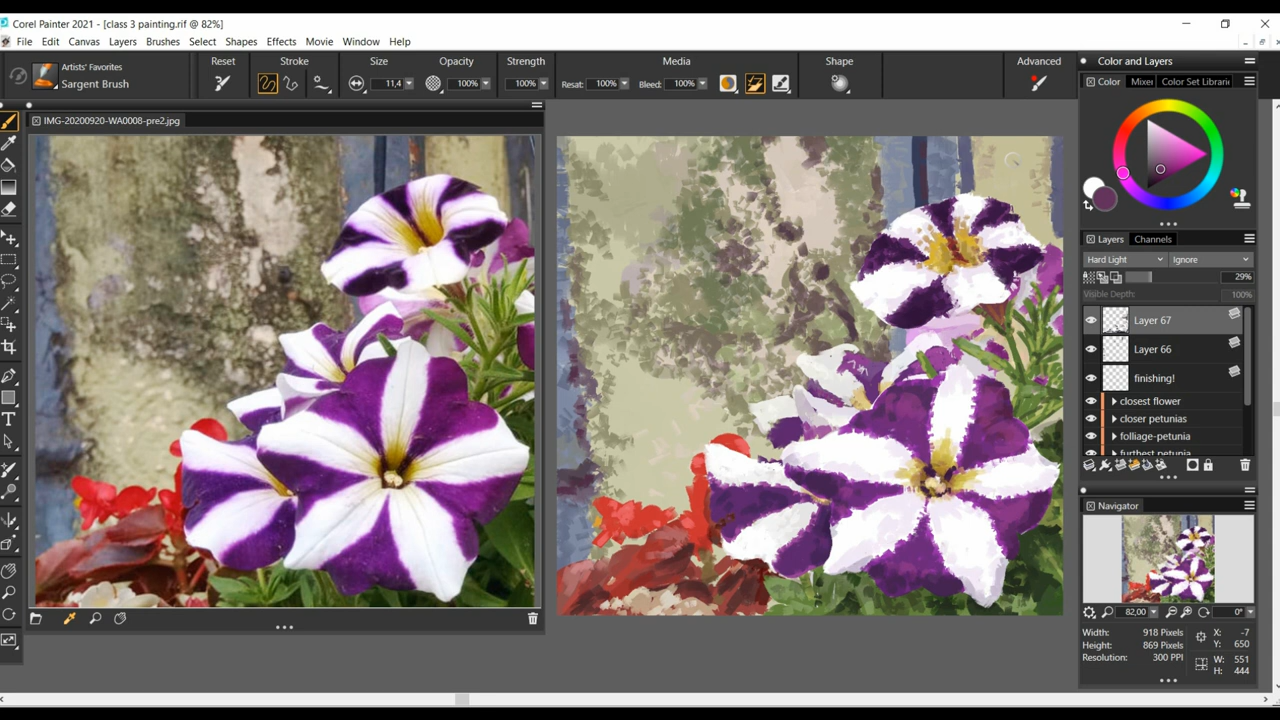 Corel Painter 2021 - [class 3 painting.rif @ 82%]
File Edit Canvas Layers Brushes Select Shapes Effects Movie Window Help
Artists' Favorites
Sargent Brush
Reset
Stroke
Size
11,4
Opacity
100%
Strength
100%
Media
Resat: 100%
Bleed: 100%
Shape
Advanced
IMG-20200920-WA0008-pre2.jpg
Color and Layers
Color Mixer Color Set Librarie
Layers Channels
Hard Light Ignore
29%
Visible Depth: 100%
Layer 67
Layer 66
finishing!
closest flower
closer petunias
folliage-petunia
furthest petunia
Navigator
82,00 0°
Width: 918 Pixels
Height: 869 Pixels
Resolution: 300 PPI
X: -7
Y: 650
W: 551
H: 444